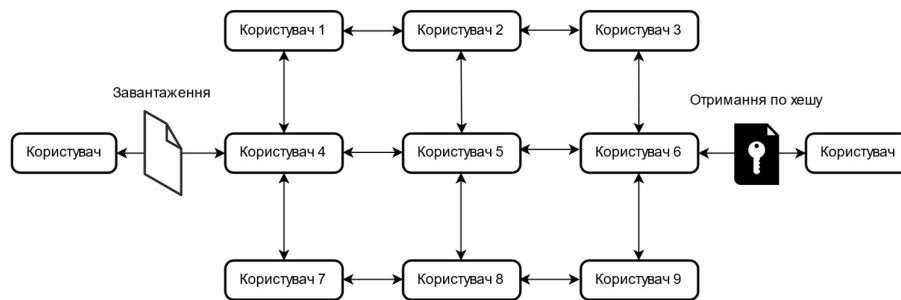 Користувач 1
Користувач 2
Користувач 3
Завантаження
Отримання по хешу
Користувач
Користувач 4
Користувач 5
Користувач 6
Користувач
Користувач 7
Користувач 8
Користувач 9